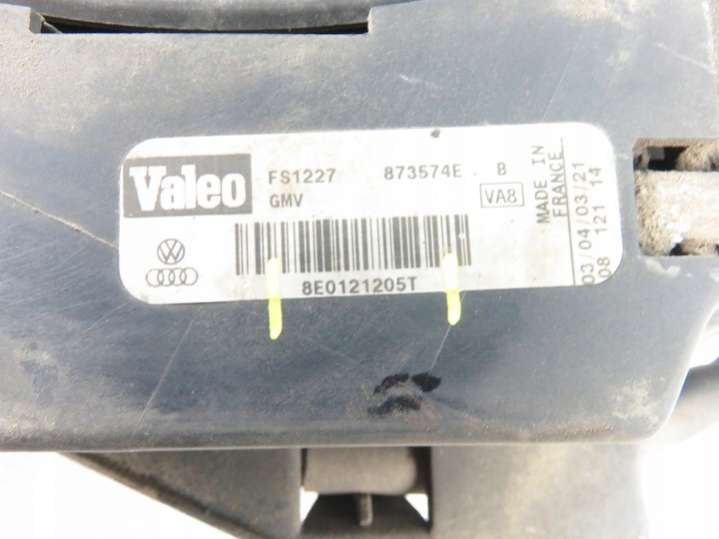 Valeo
FS1227 873574E B
GMV
VA8
8E0121205T
MADE IN
FRANCE
03/04/03/21
08 121 14